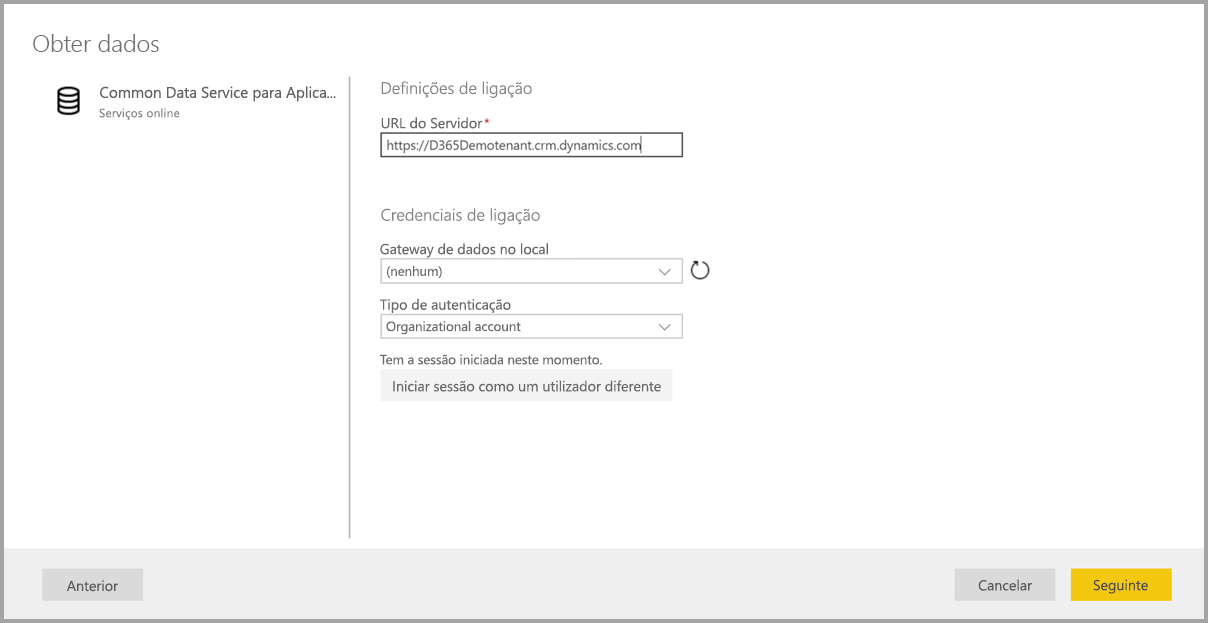 Obter dados
Common Data Service para Aplica...
Serviços online
Definições de ligação
URL do Servidor*
https://D365Demotenant.crm.dynamics.com
Credenciais de ligação
Gateway de dados no local
(nenhum)
Tipo de autenticação
Organizational account
Tem a sessão iniciada neste momento.
Iniciar sessão como um utilizador diferente
Anterior
Cancelar
Seguinte